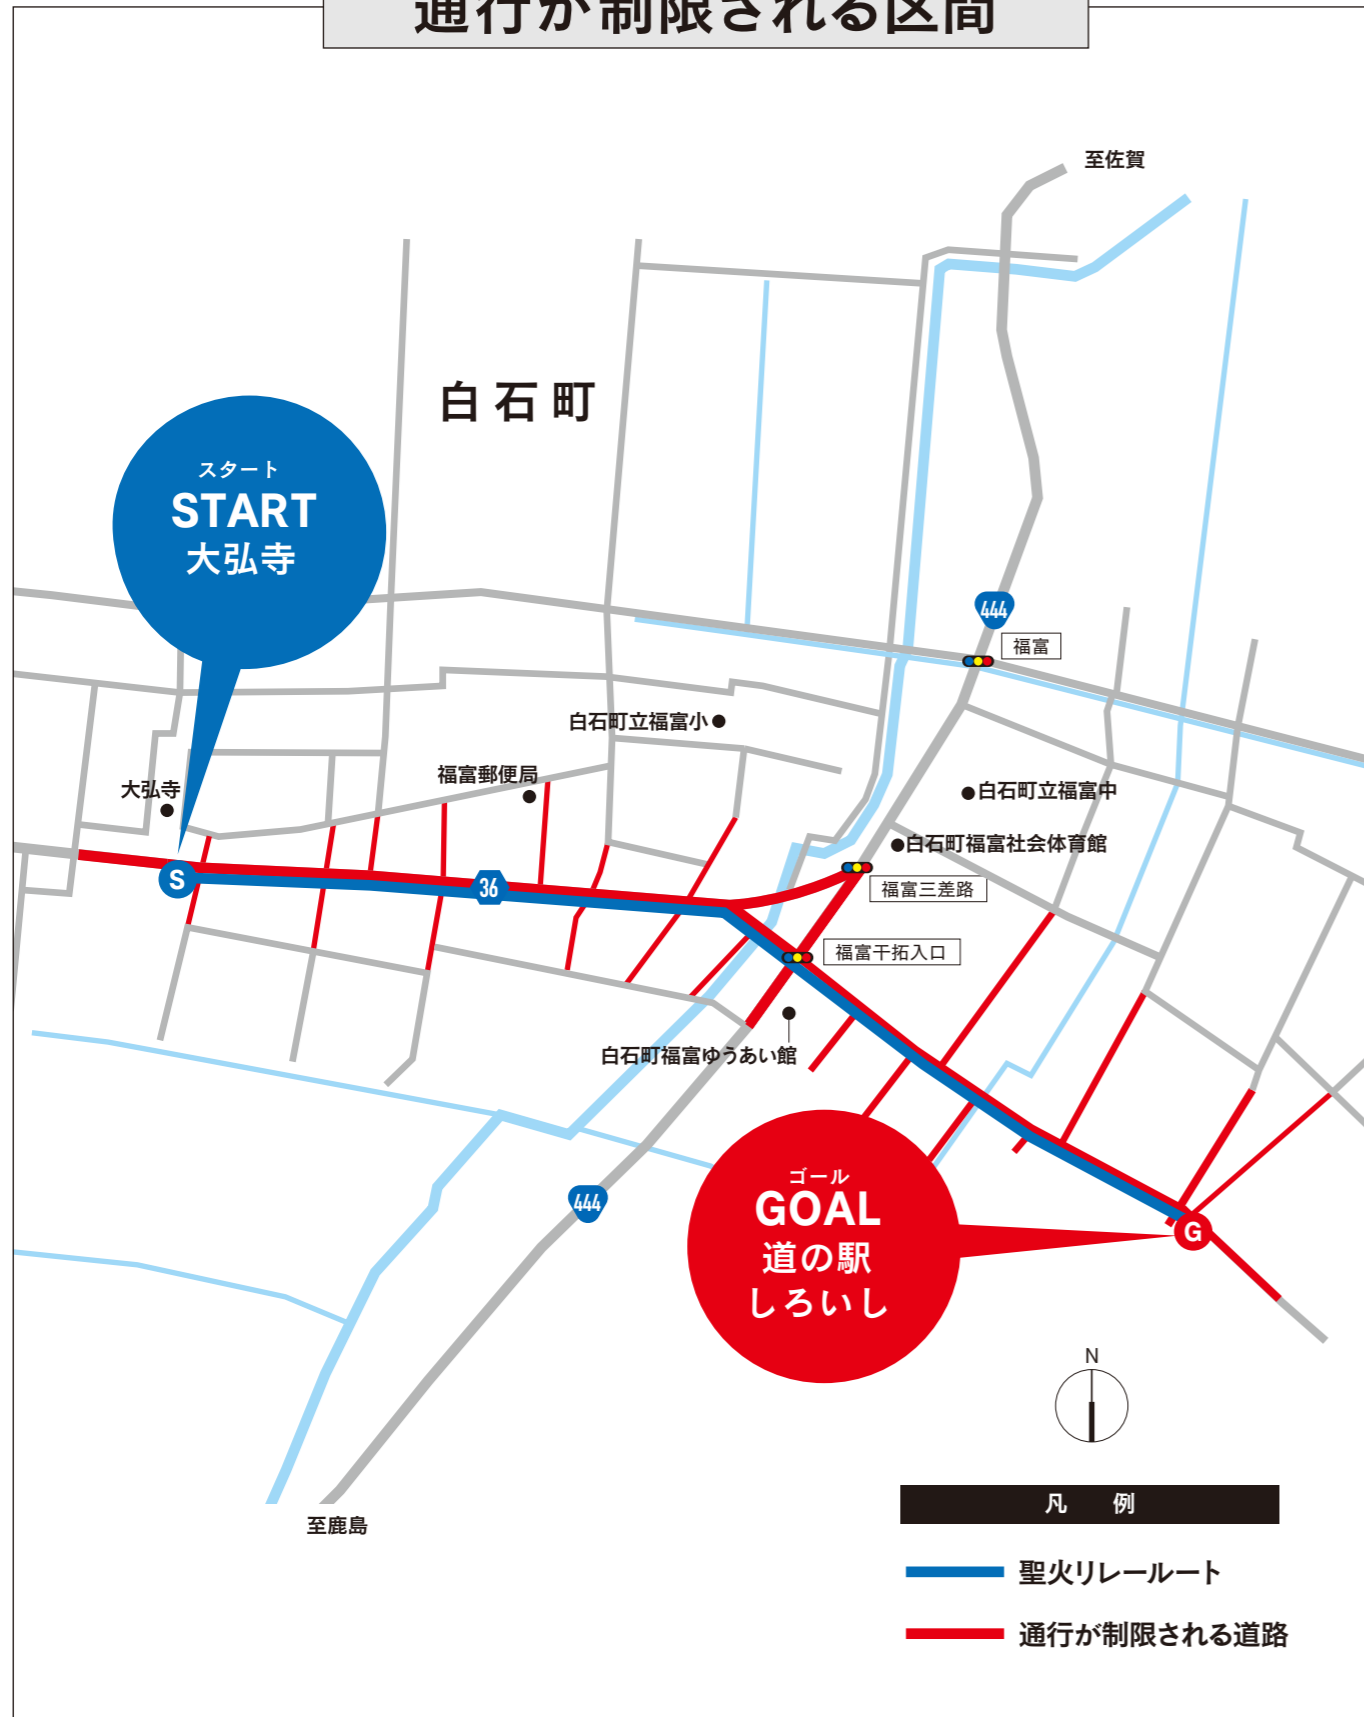 通行が制限される区間
至佐賀
白石町
スタート
START
大弘寺
444
福富
白石町立福富小
福富郵便局
大弘寺
白石町立福富中
白石町福富社会体育館
S
36
福富三差路
福富干拓入口
白石町福富ゆうあい館
ゴール
GOAL
道の駅
しろいし
444
G
N
至鹿島
凡 例
聖火リレールート
通行が制限される道路